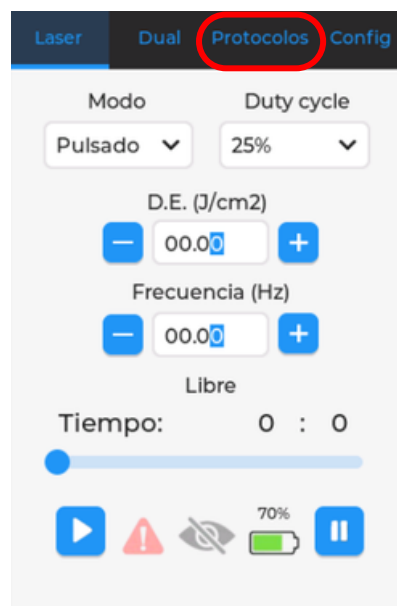 Laser Dual Protocolos Config
Modo Duty cycle
Pulsado 25%
D.E. (J/cm2)
00.00
Frecuencia (Hz)
00.00
Libre
Tiempo: 0 : 0
70%